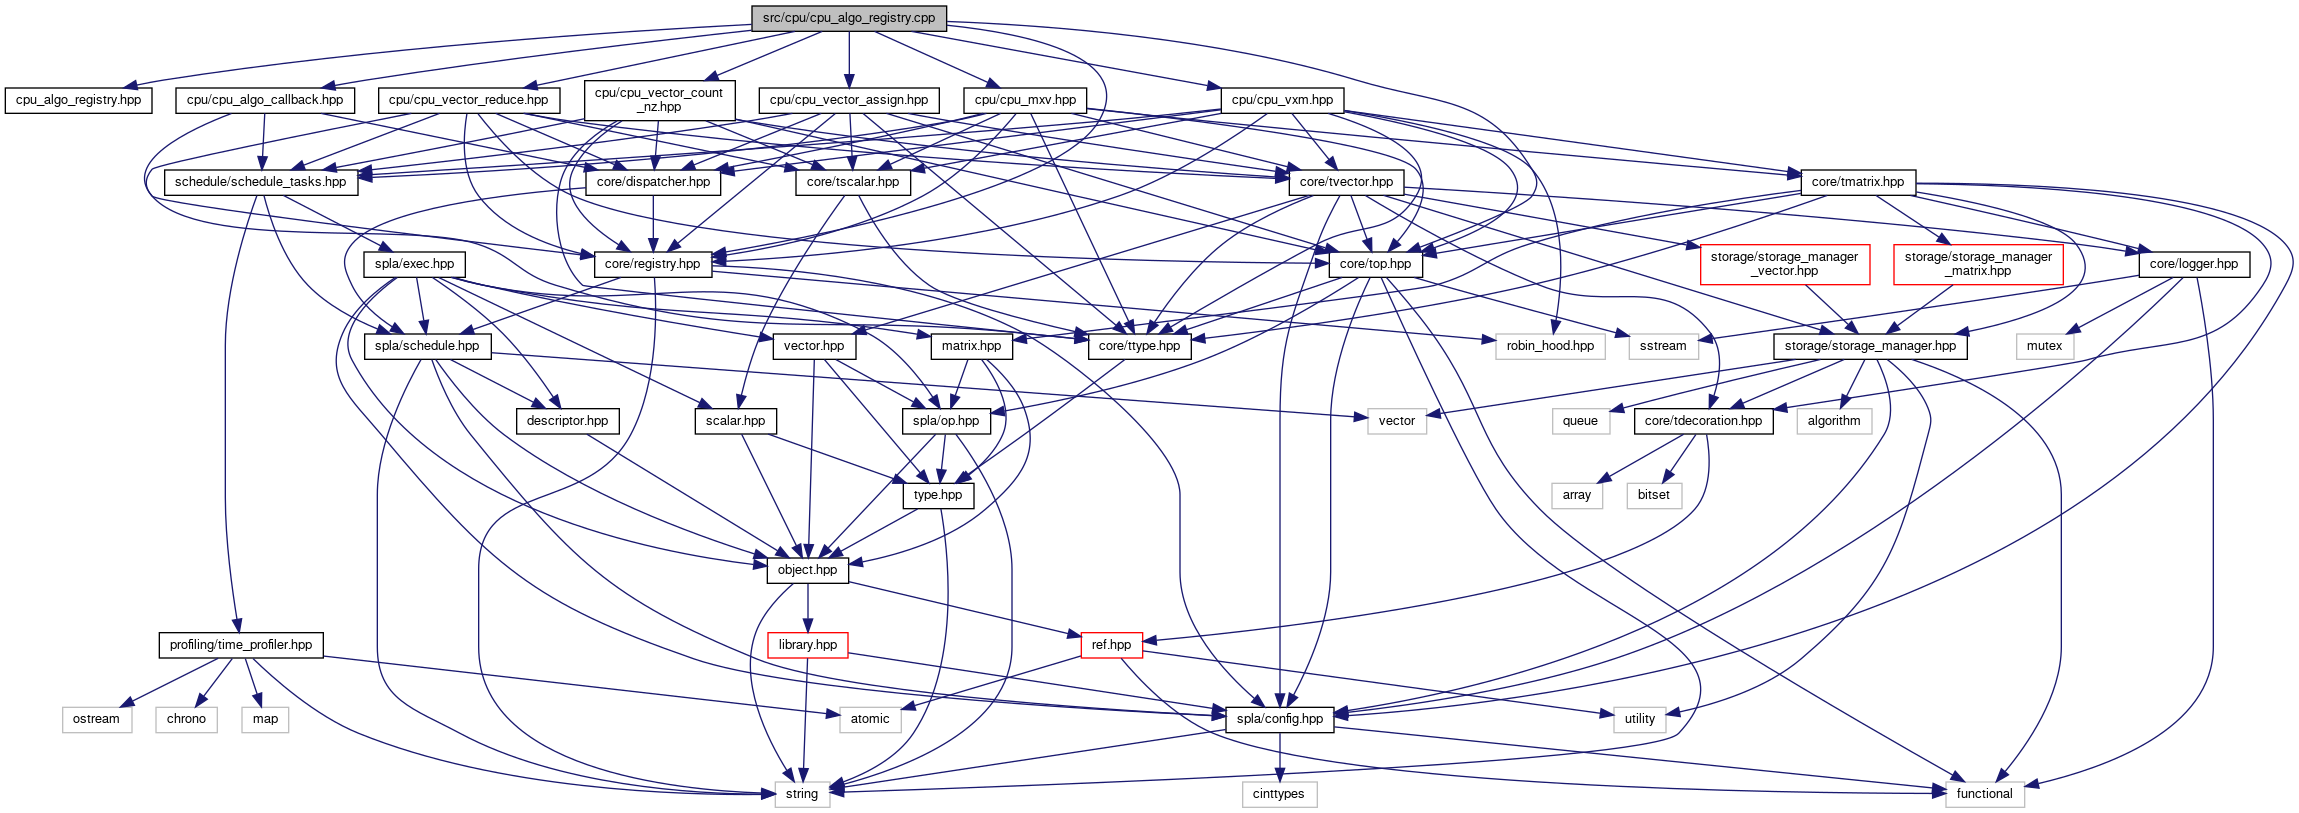 src/cpu/cpu_algo_registry.cpp
cpu_algo_registry.hpp
cpu/cpu_algo_callback.hpp
cpu/cpu_vector_reduce.hpp
cpu/cpu_vector_count
_nz.hpp
cpu/cpu_vector_assign.hpp
cpu/cpu_mxv.hpp
cpu/cpu_vxm.hpp
schedule/schedule_tasks.hpp
core/dispatcher.hpp
core/tscalar.hpp
core/tvector.hpp
core/tmatrix.hpp
spla/exec.hpp
core/registry.hpp
core/top.hpp
storage/storage_manager
_vector.hpp
storage/storage_manager
_matrix.hpp
core/logger.hpp
spla/schedule.hpp
vector.hpp
matrix.hpp
core/ttype.hpp
robin_hood.hpp
sstream
storage/storage_manager.hpp
mutex
descriptor.hpp
scalar.hpp
spla/op.hpp
vector
queue
core/tdecoration.hpp
algorithm
type.hpp
array
bitset
object.hpp
profiling/time_profiler.hpp
library.hpp
ref.hpp
ostream
chrono
map
atomic
spla/config.hpp
utility
string
cinttypes
functional